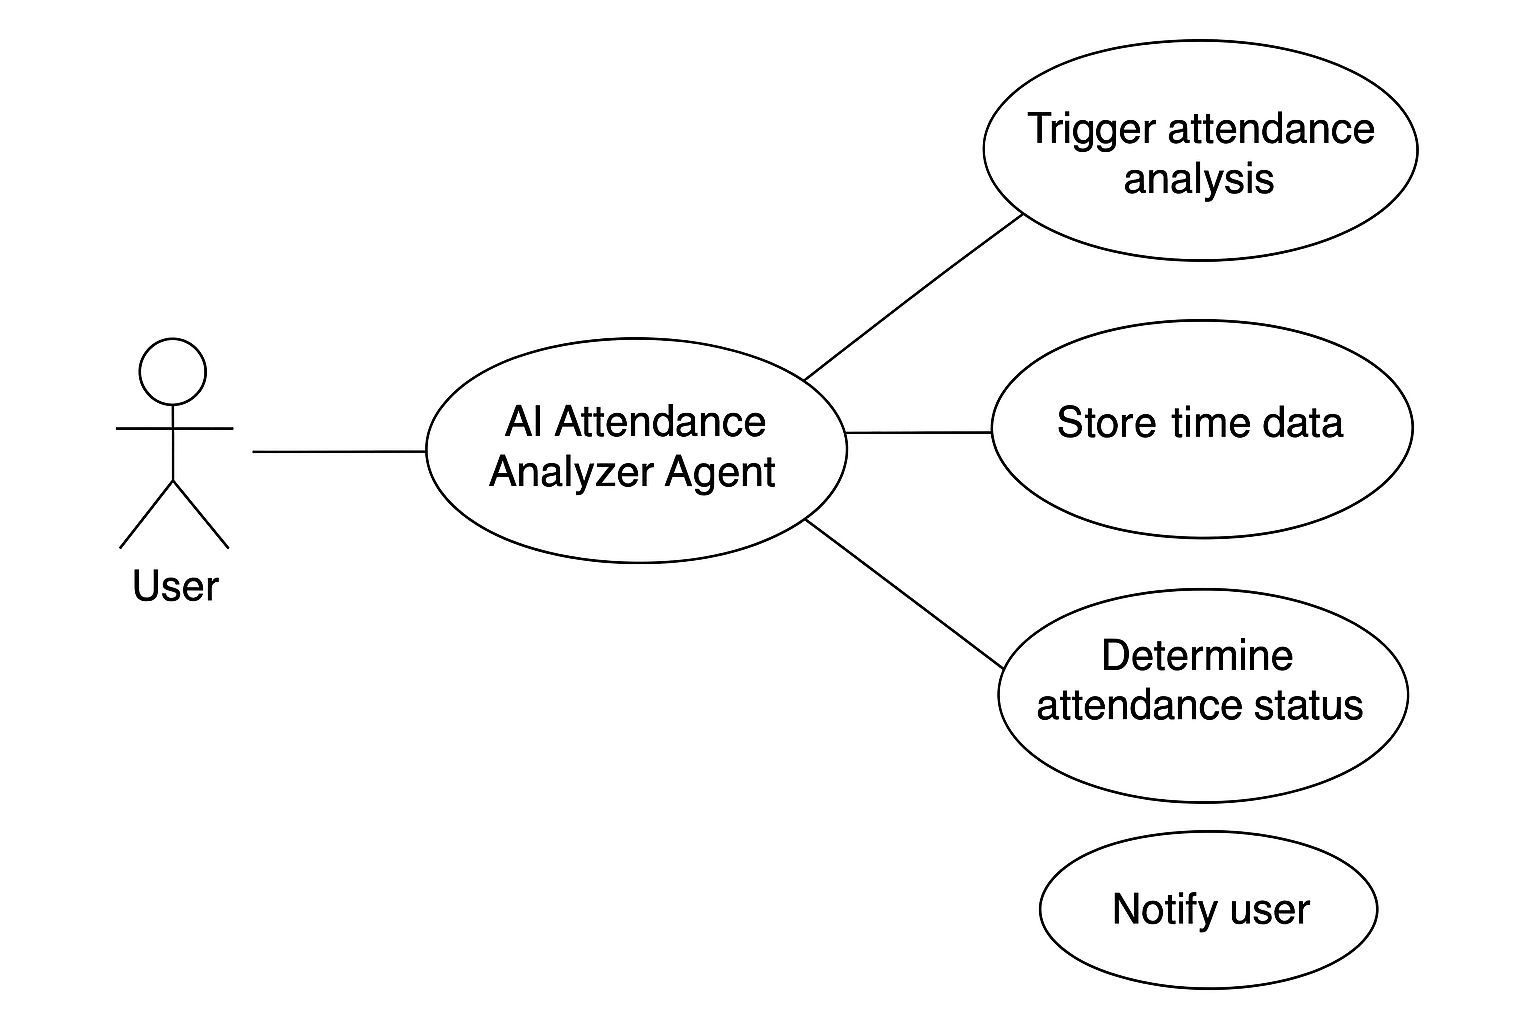 Trigger attendance
analysis
AI Attendance
Analyzer Agent
Store time data
User
Determine
attendance status
Notify user